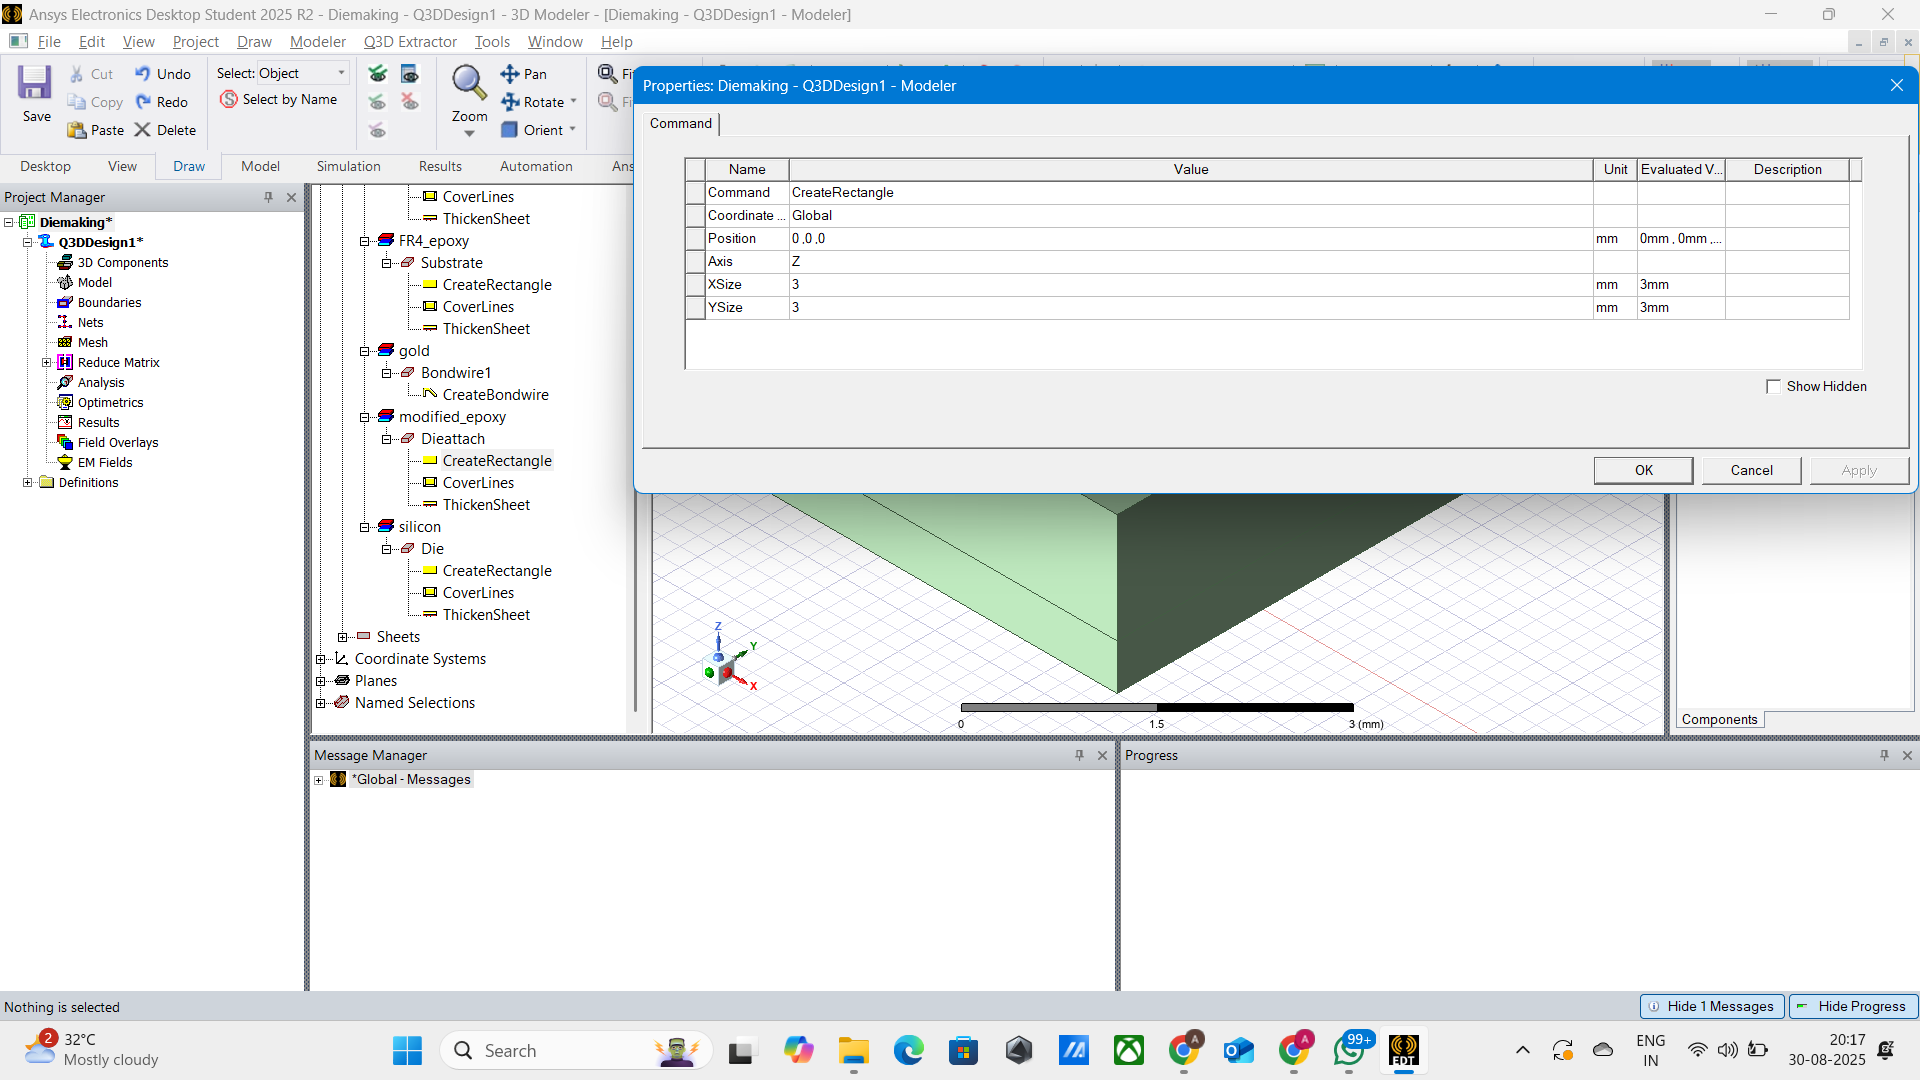 Ansys Electronics Desktop Student 2025 R2 - Diemaking - Q3DDesign1 - 3D Modeler - [Diemaking - Q3DDesign1 - Modeler]
File Edit View Project Draw Modeler Q3D Extractor Tools Window Help
Save
Cut
Copy
Paste
Undo
Redo
Delete
Select: Object
Select by Name
Zoom
Pan
Rotate
Orient
Desktop View Draw Model Simulation Results Automation
Properties: Diemaking - Q3DDesign1 - Modeler
Command
Name Value Unit Evaluated V... Description
Command CreateRectangle
Coordinate ... Global
Position 0 ,0 ,0 mm 0mm , 0mm ,...
Axis Z
XSize 3 mm 3mm
YSize 3 mm 3mm
Show Hidden
OK Cancel Apply
Project Manager
Diemaking*
Q3DDesign1*
3D Components
Model
Boundaries
Nets
Mesh
Reduce Matrix
Analysis
Optimetrics
Results
Field Overlays
EM Fields
Definitions
CoverLines
ThickenSheet
FR4_epoxy
Substrate
CreateRectangle
CoverLines
ThickenSheet
gold
Bondwire1
CreateBondwire
modified_epoxy
Dieattach
CreateRectangle
CoverLines
ThickenSheet
silicon
Die
CreateRectangle
CoverLines
ThickenSheet
Sheets
Coordinate Systems
Planes
Named Selections
Z
Y
X
0 1.5 3 (mm)
Components
Message Manager
*Global - Messages
Progress
Nothing is selected
Hide 1 Messages Hide Progress
2
32°C
Mostly cloudy
Search
A
A
99+
EDT
ENG
IN
20:17
30-08-2025